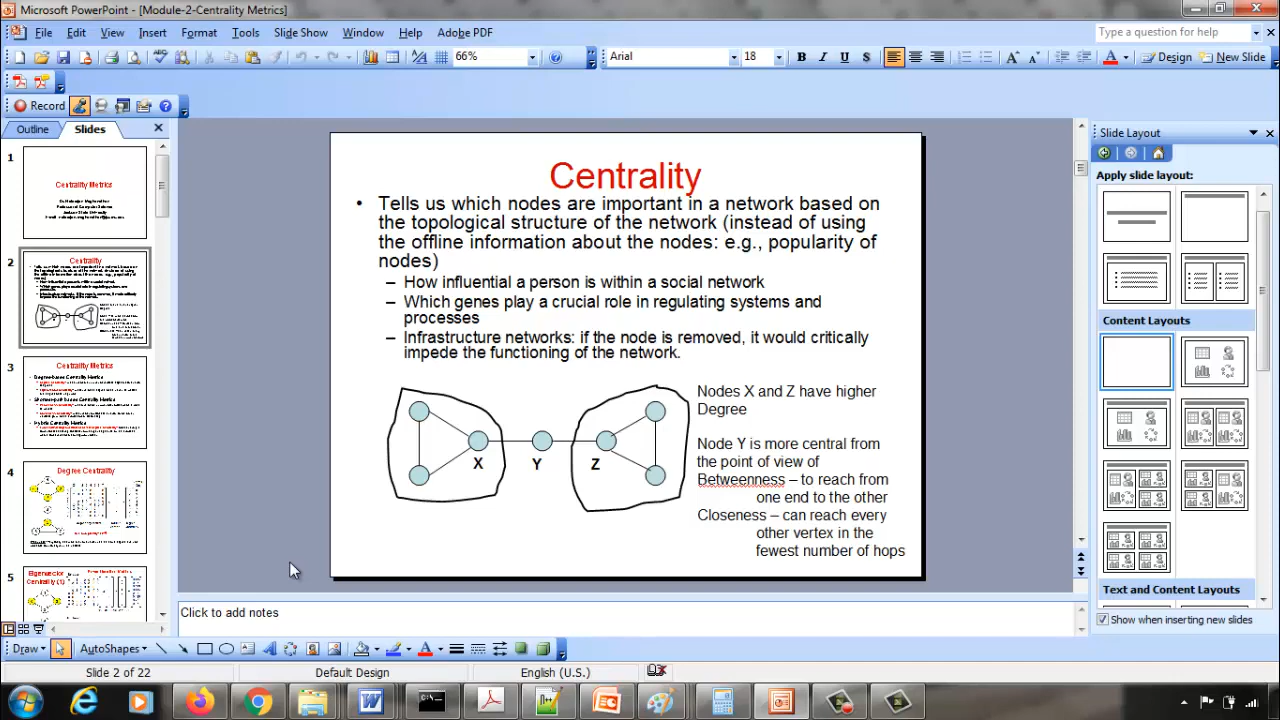 Microsoft PowerPoint - [Module-2-Centrality Metrics]
File Edit View Insert Format Tools Slide Show Window Help Adobe PDF
Type a question for help
66%
Arial
18
B I U S
A
Design
New Slide
Record
Outline
Slides
1
Centrality Metrics
2
Centrality
3
Centrality Metrics
4
Degree Centrality
5
Eigenvector
Centrality (1)
Centrality
• Tells us which nodes are important in a network based on
the topological structure of the network (instead of using
the offline information about the nodes: e.g., popularity of
nodes)
– How influential a person is within a social network
– Which genes play a crucial role in regulating systems and
processes
– Infrastructure networks: if the node is removed, it would critically
impede the functioning of the network.
X
Y
Z
Nodes X and Z have higher
Degree
Node Y is more central from
the point of view of
Betweenness – to reach from
one end to the other
Closeness – can reach every
other vertex in the
fewest number of hops
Slide Layout
Apply slide layout:
Content Layouts
Text and Content Layouts
Show when inserting new slides
Click to add notes
Draw
AutoShapes
Slide 2 of 22
Default Design
English (U.S.)